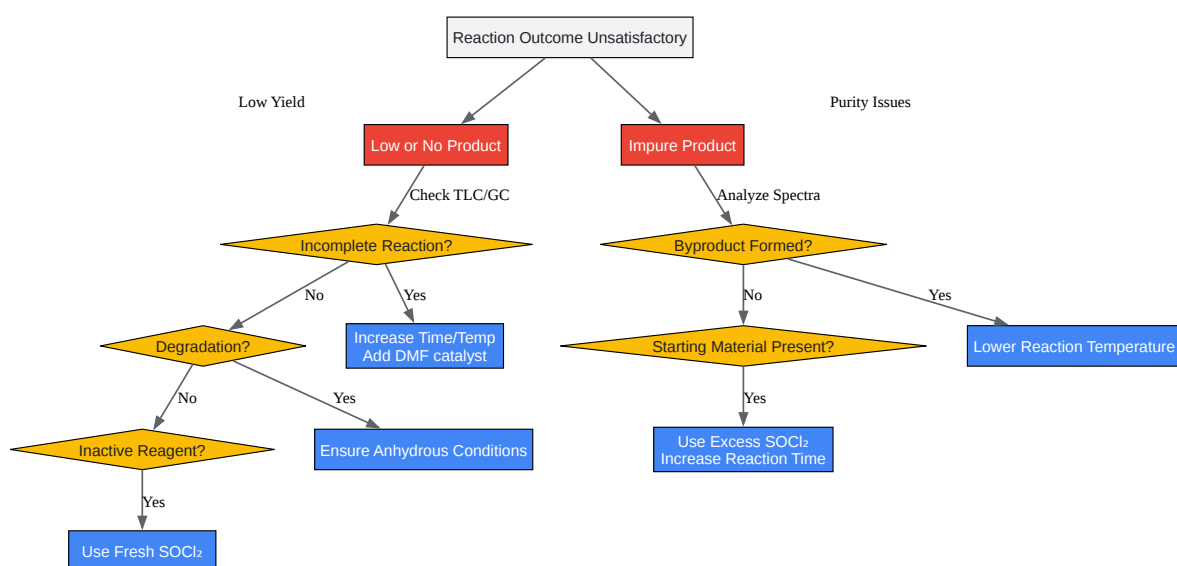 Reaction Outcome Unsatisfactory
Low Yield
Purity Issues
Low or No Product
Impure Product
Check TLC/GC
Analyze Spectra
Incomplete Reaction?
Byproduct Formed?
No
Yes
No
Yes
Degradation?
Increase Time/Temp
Add DMF catalyst
Starting Material Present?
Lower Reaction Temperature
No
Yes
Yes
Inactive Reagent?
Ensure Anhydrous Conditions
Use Excess SOCl₂
Increase Reaction Time
Yes
Use Fresh SOCl₂